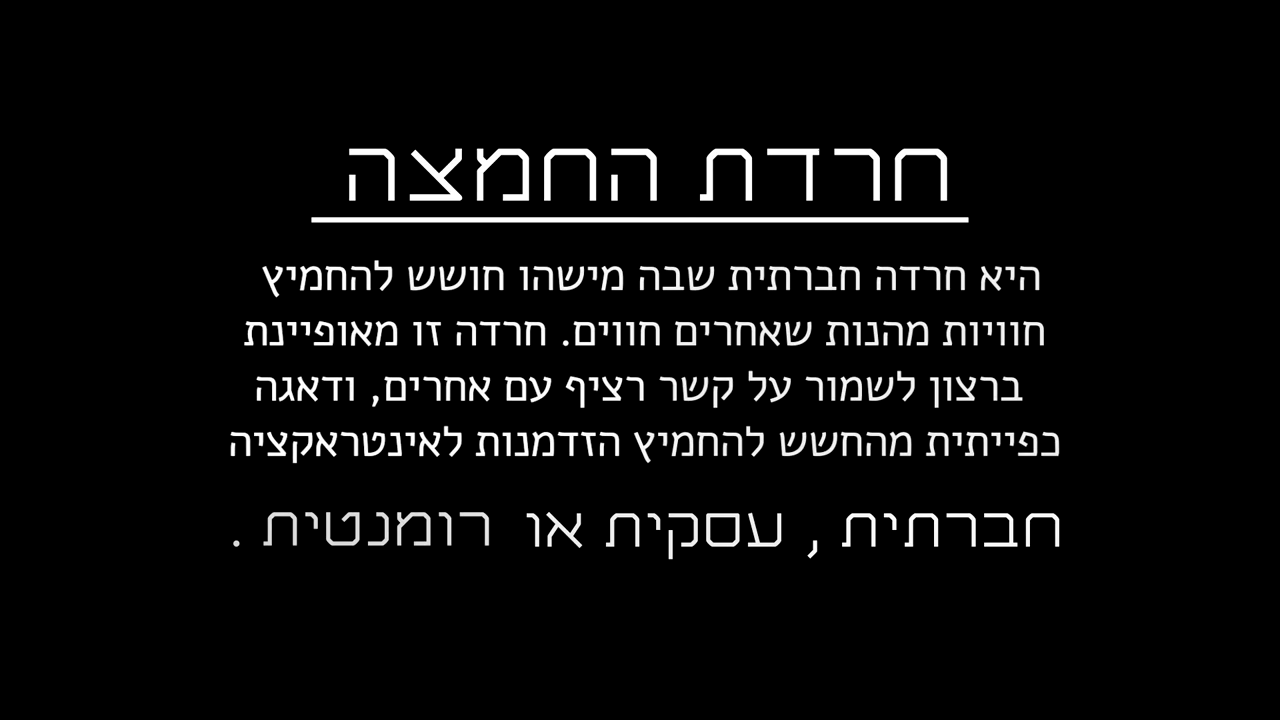 חרדת החמצה
היא חרדה חברתית שבה מישהו חושש להחמיץ
חוויות מהנות שאחרים חווים. חרדה זו מאופיינת
ברצון לשמור על קשר רציף עם אחרים, ודאגה
כפייתית מהחשש להחמיץ הזדמנות לאינטראקציה
חברתית , עסקית או רומנטית .